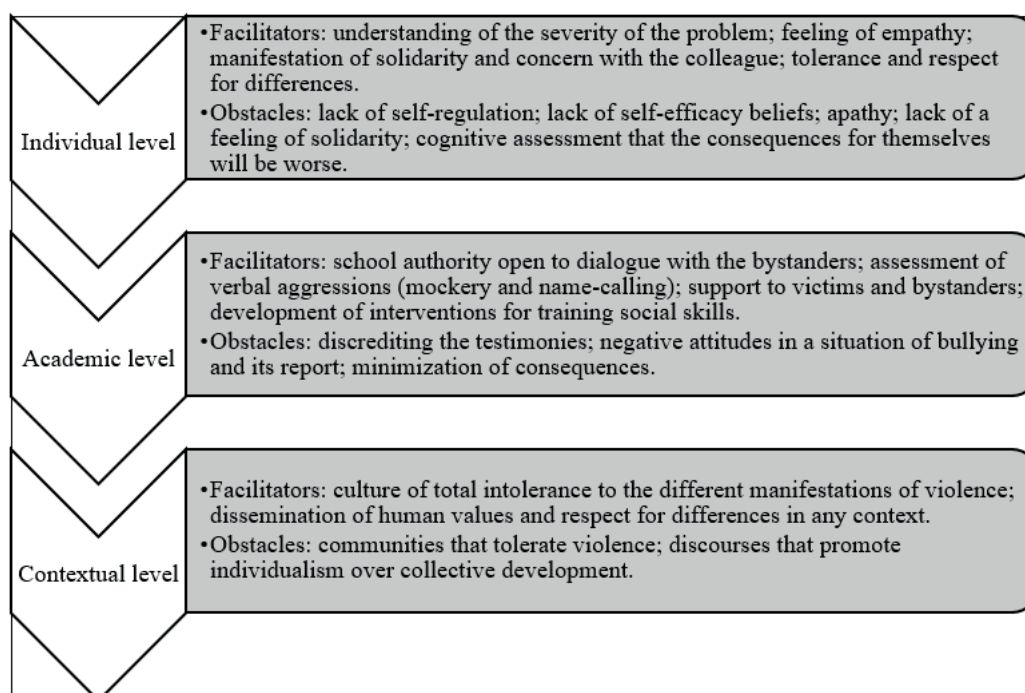 Individual level
•Facilitators: understanding of the severity of the problem; feeling of empathy;
manifestation of solidarity and concern with the colleague; tolerance and respect
for differences.
•Obstacles: lack of self-regulation; lack of self-efficacy beliefs; apathy; lack of a
feeling of solidarity; cognitive assessment that the consequences for themselves
will be worse.
Academic level
•Facilitators: school authority open to dialogue with the bystanders; assessment of
verbal aggressions (mockery and name-calling); support to victims and bystanders;
development of interventions for training social skills.
•Obstacles: discrediting the testimonies; negative attitudes in a situation of bullying
and its report; minimization of consequences.
Contextual level
•Facilitators: culture of total intolerance to the different manifestations of violence;
dissemination of human values and respect for differences in any context.
•Obstacles: communities that tolerate violence; discourses that promote
individualism over collective development.